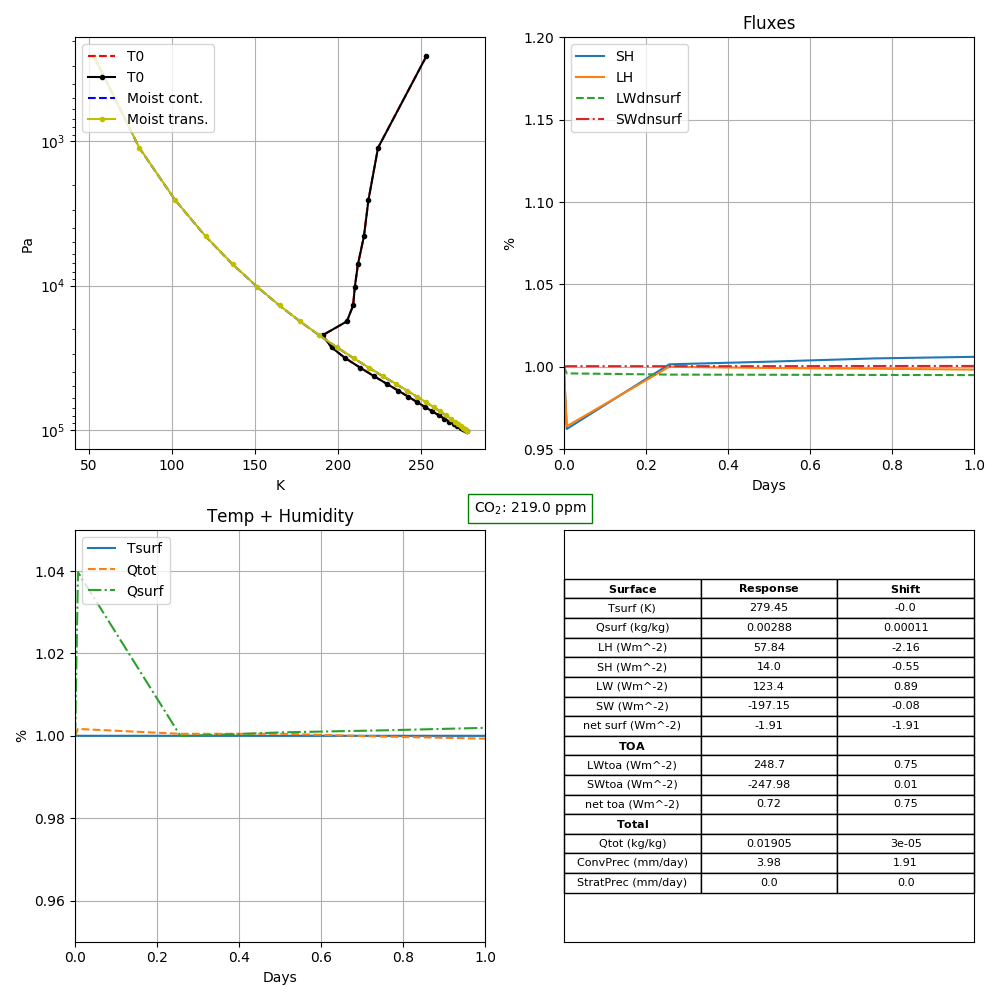 T0
T0
Moist cont.
Moist trans.
10^3
10^4
10^5
Pa
50 100 150 200 250
K
Fluxes
SH
LH
LWdnsurf
SWdnsurf
1.20
1.15
1.10
1.05
1.00
0.95
%
0.0 0.2 0.4 0.6 0.8 1.0
Days
CO₂: 219.0 ppm
Temp + Humidity
Tsurf
Qtot
Qsurf
1.04
1.02
1.00
0.98
0.96
%
0.0 0.2 0.4 0.6 0.8 1.0
Days
Surface Response Shift
Tsurf (K) 279.45 -0.0
Qsurf (kg/kg) 0.00288 0.00011
LH (Wm^-2) 57.84 -2.16
SH (Wm^-2) 14.0 -0.55
LW (Wm^-2) 123.4 0.89
SW (Wm^-2) -197.15 -0.08
net surf (Wm^-2) -1.91 -1.91
TOA
LWtoa (Wm^-2) 248.7 0.75
SWtoa (Wm^-2) -247.98 0.01
net toa (Wm^-2) 0.72 0.75
Total
Qtot (kg/kg) 0.01905 3e-05
ConvPrec (mm/day) 3.98 1.91
StratPrec (mm/day) 0.0 0.0